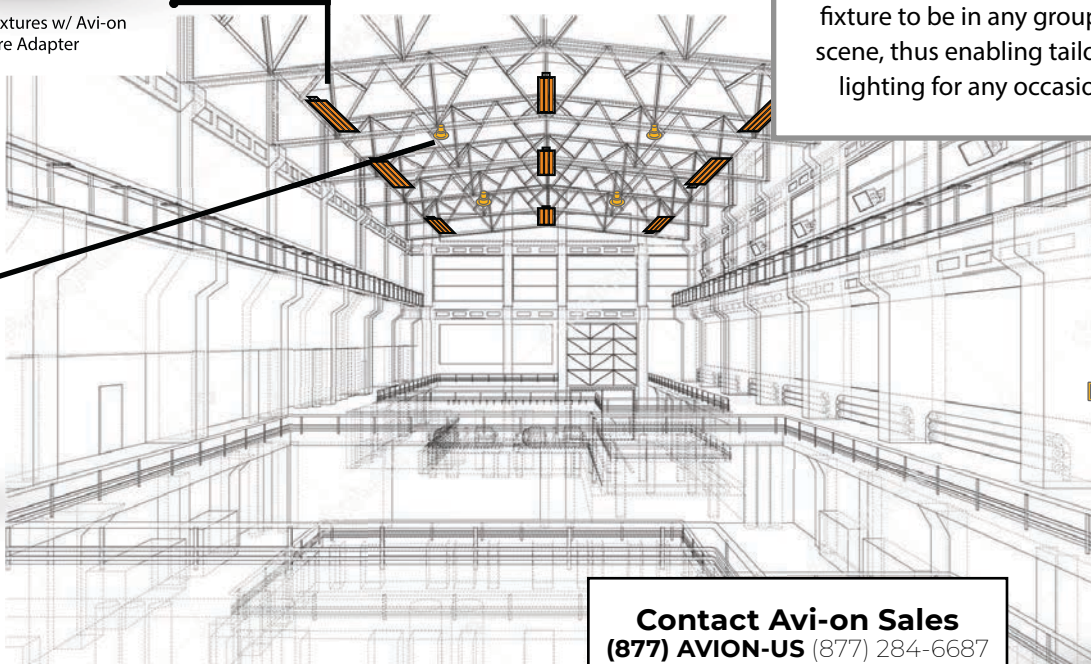 xtures w/ Avi-on
re Adapter
fixture to be in any group
scene, thus enabling tailo
lighting for any occasio
Contact Avi-on Sales
(877) AVION-US (877) 284-6687